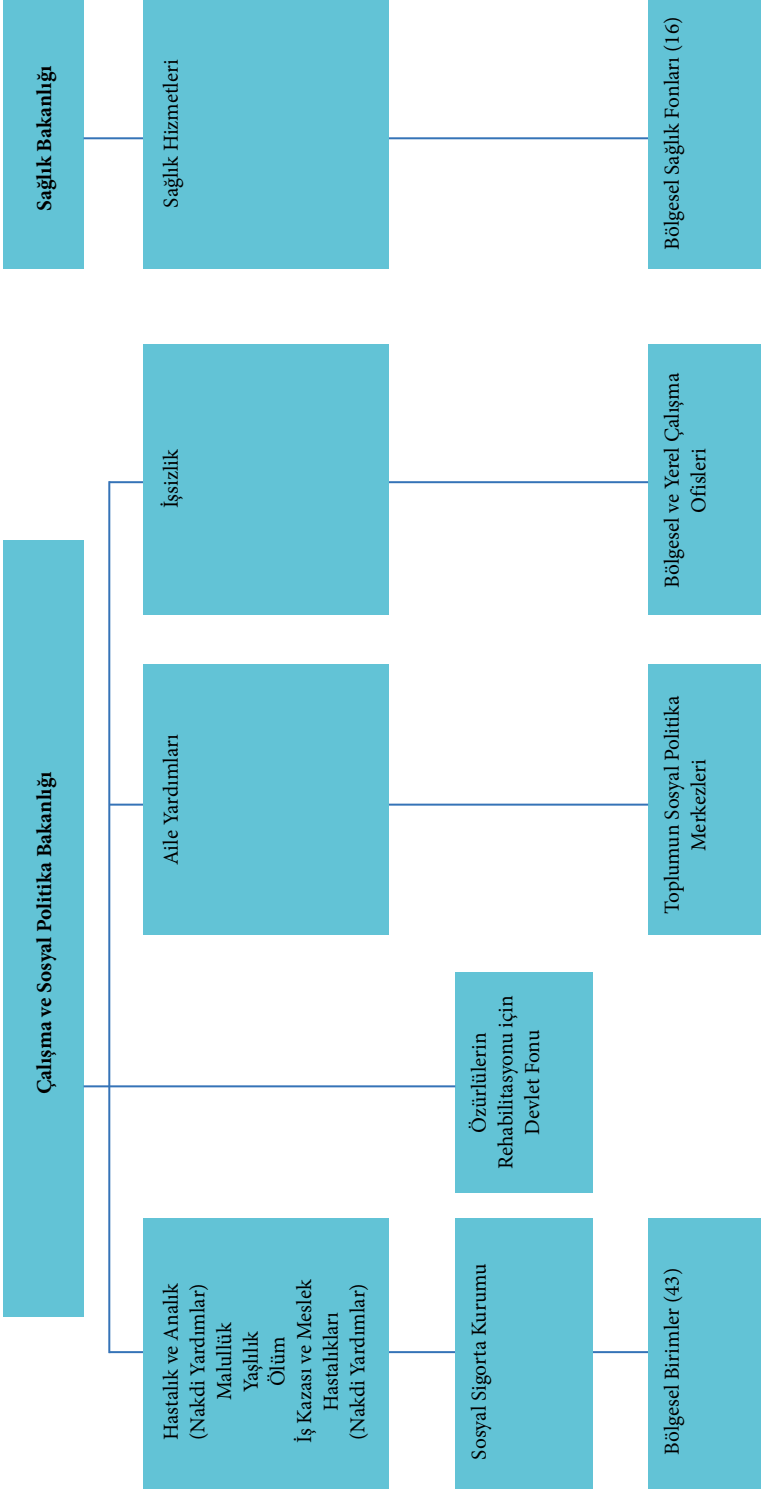 Çalışma ve Sosyal Politika Bakanlığı
Sağlık Bakanlığı
Hastalık ve Analık
(Nakdi Yardımlar)
Malullük
Yaşlılık
Ölüm
İş Kazası ve Meslek
Hastalıkları
(Nakdi Yardımlar)
Aile Yardımları
İşsizlik
Sağlık Hizmetleri
Sosyal Sigorta Kurumu
Özürlülerin
Rehabilitasyonu için
Devlet Fonu
Bölgesel Birimler (43)
Toplumun Sosyal Politika
Merkezleri
Bölgesel ve Yerel Çalışma
Ofisleri
Bölgesel Sağlık Fonları (16)